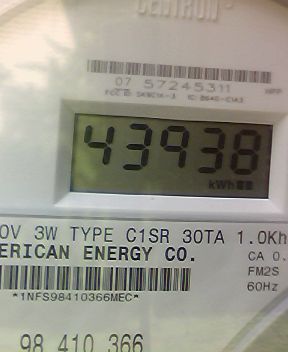 CENTRON
07 57245311
43938
kWh
0V 3W TYPE C1SR 30TA 1.0Kh
ERICAN ENERGY CO.
CA 0.
FM2S
60Hz
*1NFS98410366MEC*
98 410 366